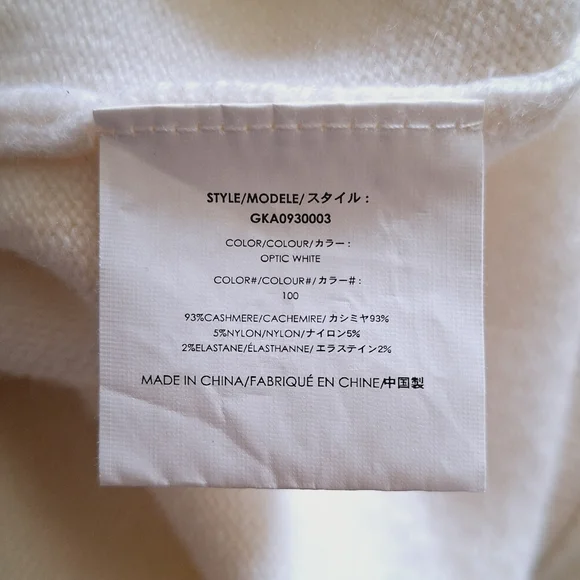 STYLE/MODELE/スタイル :
GKA0930003
COLOR/COLOUR/カラー :
OPTIC WHITE
COLOR#/COLOUR#/カラー# :
100
93%CASHMERE/CACHEMIRE/ カシミヤ93%
5%NYLON/NYLON/ナイロン5%
2%ELASTANE/ÉLASTHANNE/ エラステイン2%
MADE IN CHINA/FABRIQUÉ EN CHINE/中国製